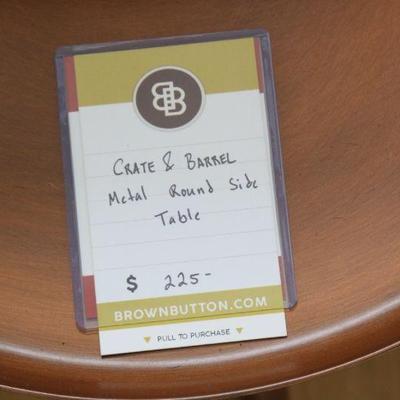 BB
CRATE & BARREL
Metal Round Side
Table
$ 225-
BROWNBUTTON.COM
▼ PULL TO PURCHASE ▼